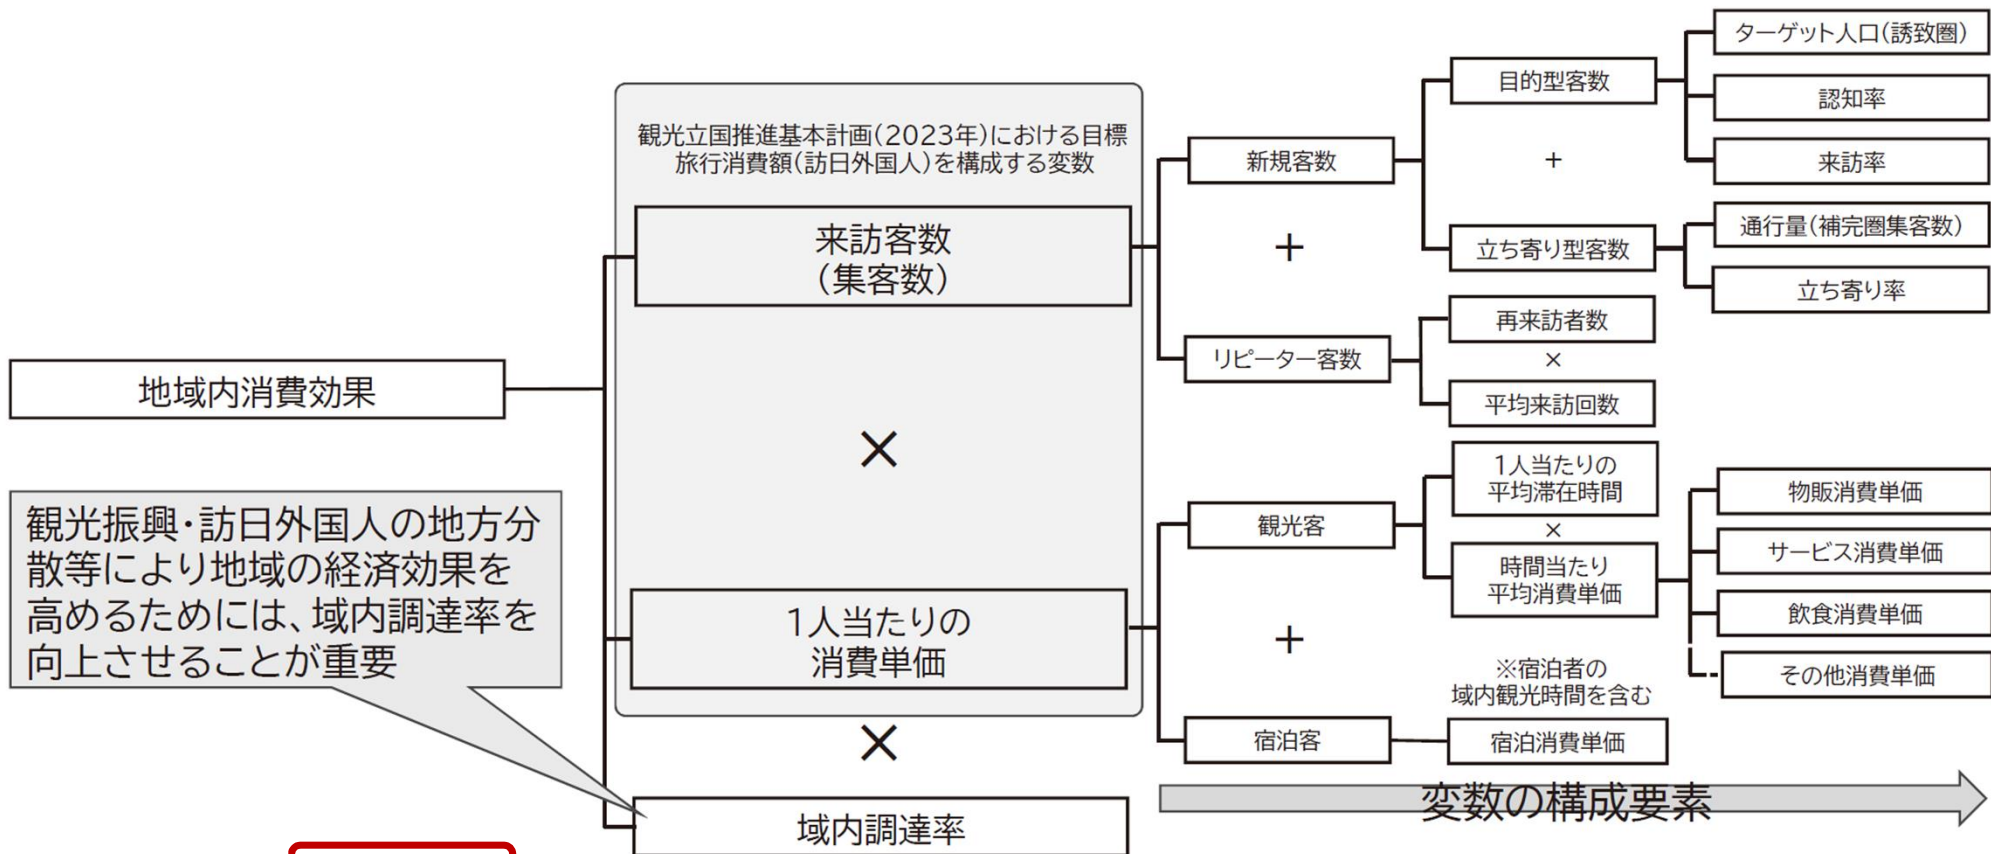 ターゲット人口(誘致圏)
目的型客数
認知率
観光立国推進基本計画(2023年)における目標
旅行消費額(訪日外国人)を構成する変数
新規客数
+
来訪率
来訪客数
(集客数)
+
立ち寄り型客数
通行量(補完圏集客数)
立ち寄り率
再来訪者数
リピーター客数
×
平均来訪回数
地域内消費効果
×
1人当たりの
平均滞在時間
物販消費単価
観光客
×
サービス消費単価
時間当たり
平均消費単価
飲食消費単価
観光振興・訪日外国人の地方分
散等により地域の経済効果を
高めるためには、域内調達率を
向上させることが重要
1人当たりの
消費単価
+
※宿泊者の
域内観光時間を含む
その他消費単価
×
宿泊客
宿泊消費単価
変数の構成要素
域内調達率